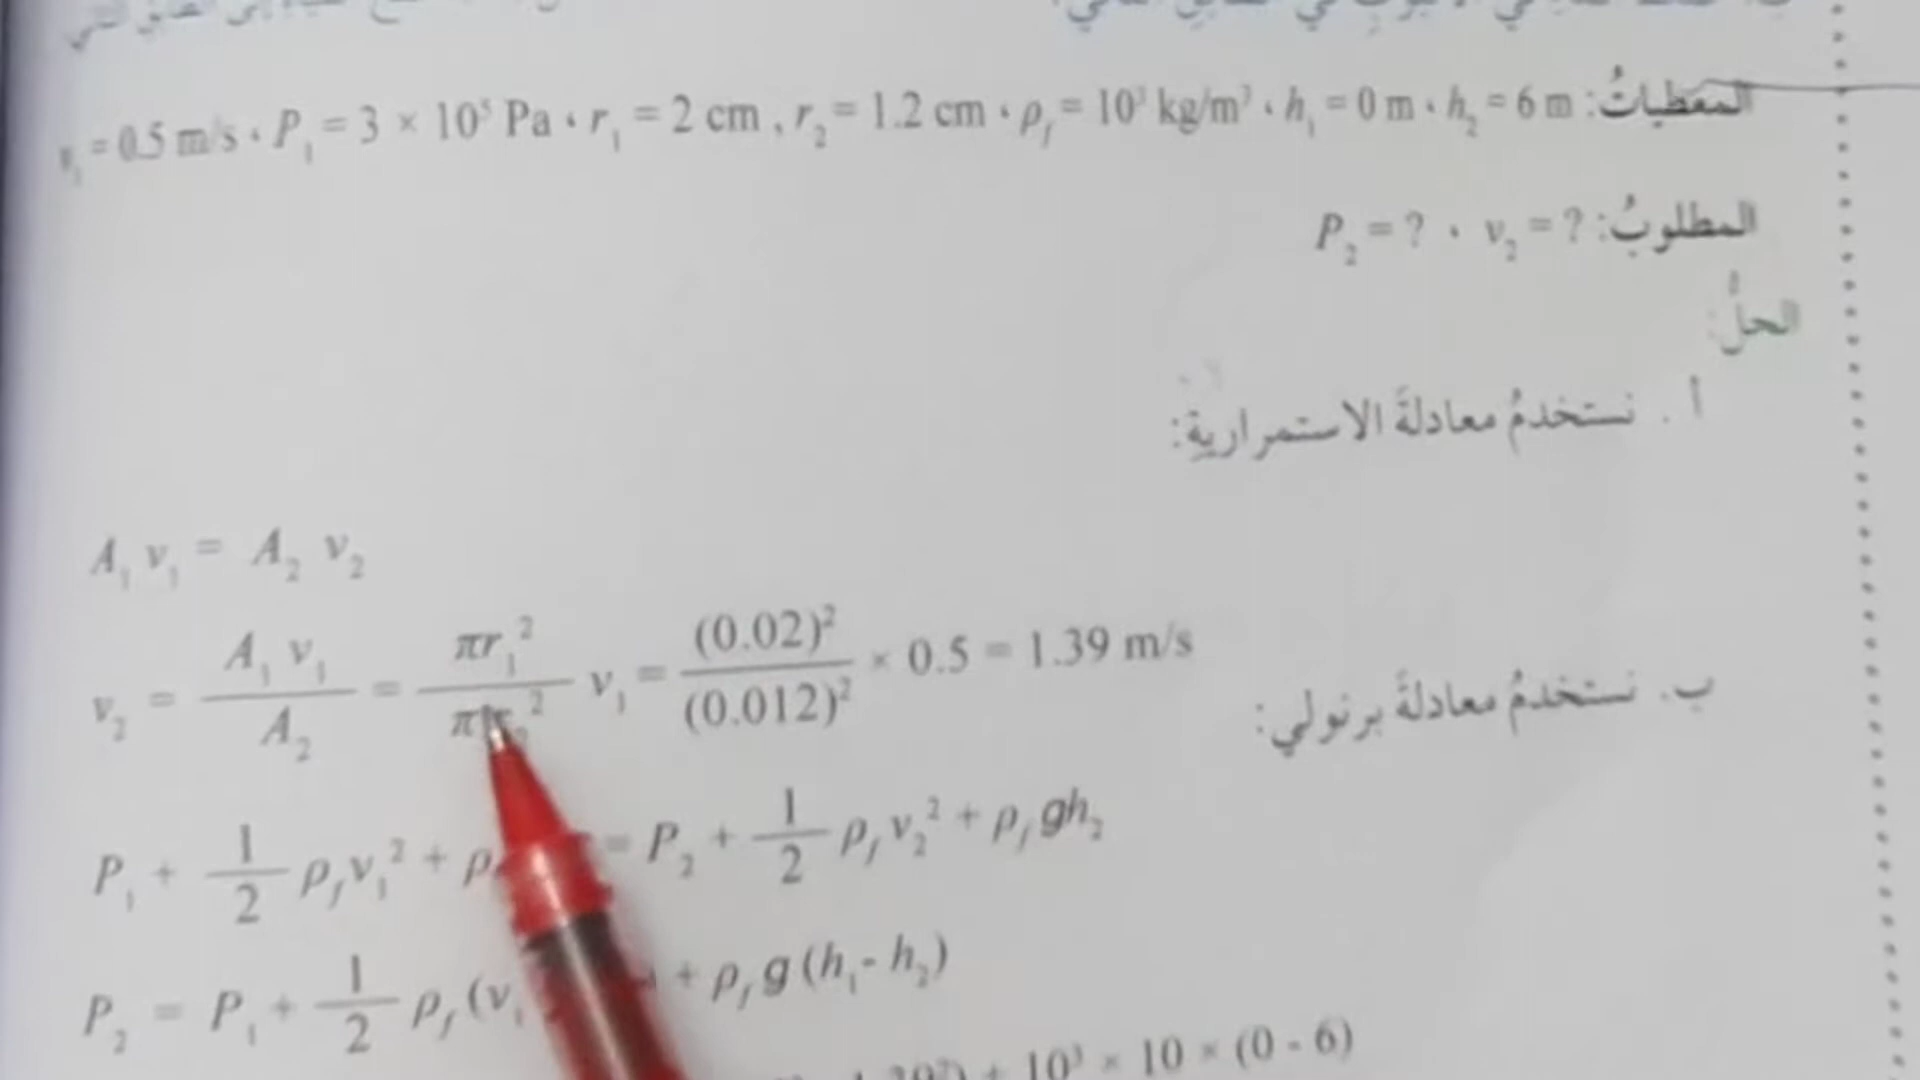 المعطياتُ: v₁ = 0.5 m/s ، P₁ = 3 × 10⁵ Pa ، r₁ = 2 cm , r₂ = 1.2 cm ، ρ_f = 10³ kg/m³ ، h₁ = 0 m ، h₂ = 6 m
المطلوبُ: P₂ = ? ، v₂ = ?
الحلُّ:
أ . نستخدمُ معادلةَ الاستمراريةِ:
A₁ v₁ = A₂ v₂
v₂ = A₁ v₁ / A₂ = πr₁² / πr₂² v₁ = (0.02)² / (0.012)² × 0.5 = 1.39 m/s
ب. نستخدمُ معادلةَ برنولي:
P₁ + 1/2 ρ_f v₁² + = P₂ + 1/2 ρ_f v₂² + ρ_f gh₂
P₂ = P₁ + 1/2 ρ_f (v₁ + ρ_f g (h₁ - h₂)
+ 10³ × 10 × (0 - 6)